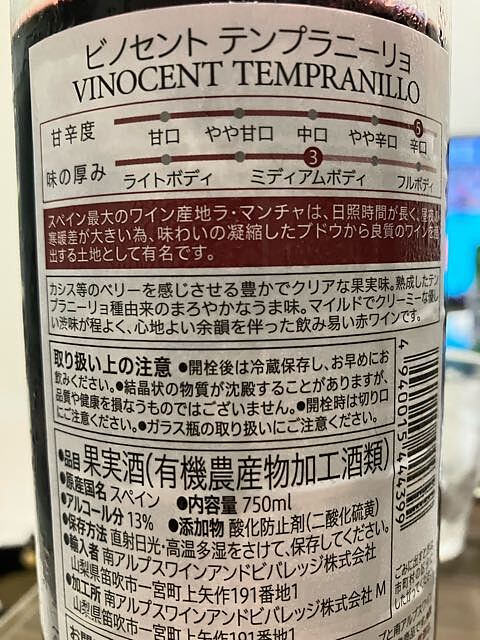 ビノセント テンプラニーリョ
VINOCENT TEMPRANILLO
甘辛度
甘口 やや甘口 中口 やや辛口 辛口
5
味の厚み
3
ライトボディ ミディアムボディ フルボディ
スペイン最大のワイン産地ラ・マンチャは、日照時間が長く、
寒暖差が大きい為、味わいの凝縮したブドウから良質のワインを
出する土地として有名です。
カシス等のベリーを感じさせる豊かでクリアな果実味。熟成したテン
プラニーリョ種由来のまろやかなうま味。マイルドでクリーミーな優し
い渋味が程よく、心地よい余韻を伴った飲み易い赤ワインです。
取り扱い上の注意 ●開栓後は冷蔵保存し、お早めにお
飲みください。●結晶状の物質が沈殿することがありますが、
品質や健康を損なうものではございません。●開栓時は切り口
にご注意ください。●ガラス瓶の取り扱いにご注意ください。
●品目 果実酒(有機農産物加工酒類)
●原産国名 スペイン ●内容量 750ml
●アルコール分 13% ●添加物 酸化防止剤(二酸化硫黄)
●保存方法 直射日光・高温多湿をさけて、保存してください。
●輸入者 南アルプスワインアンドビバレッジ株式会社
山梨県笛吹市一宮町上矢作191番地1
●加工所 南アルプスワインアンドビバレッジ株式会社 M
山梨県笛吹市一宮町上矢作191番地1
4940015444399